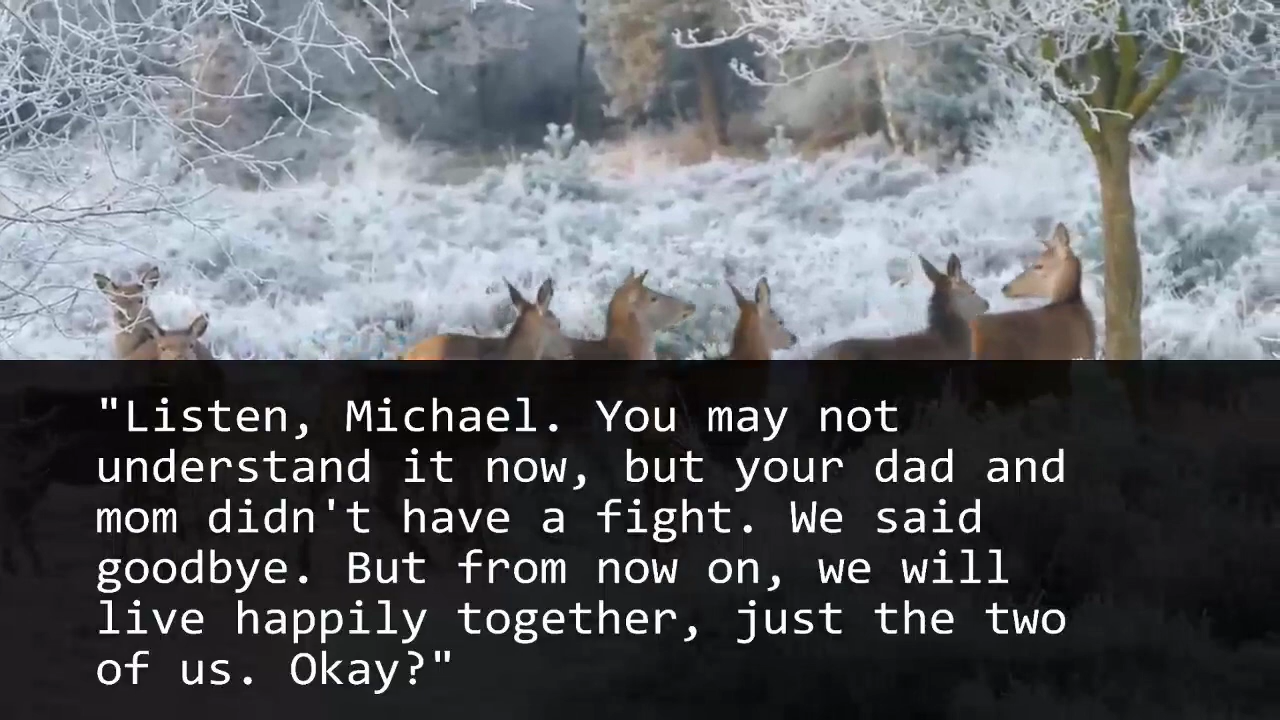 "Listen, Michael. You may not
understand it now, but your dad and
mom didn't have a fight. We said
goodbye. But from now on, we will
live happily together, just the two
of us. Okay?"